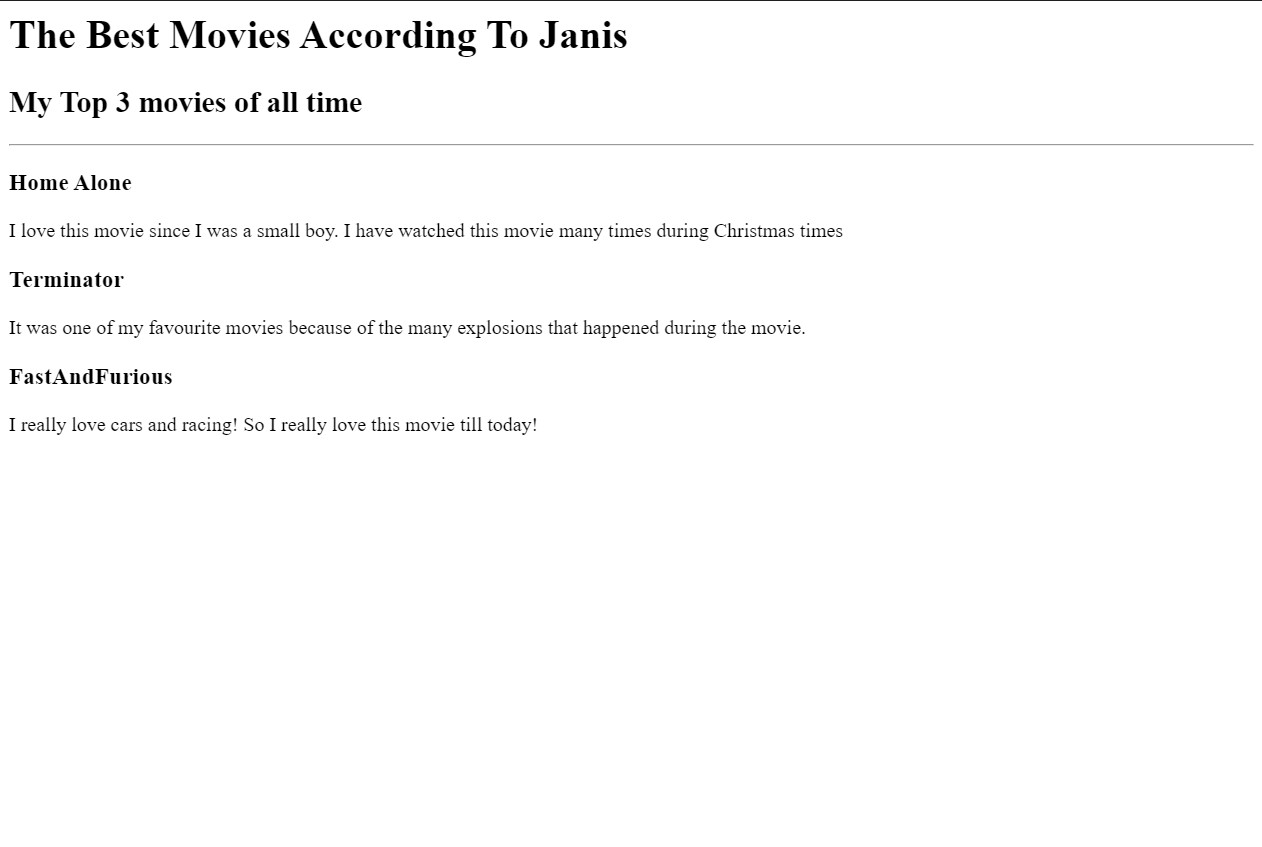 The Best Movies According To Janis
My Top 3 movies of all time
Home Alone
I love this movie since I was a small boy. I have watched this movie many times during Christmas times
Terminator
It was one of my favourite movies because of the many explosions that happened during the movie.
FastAndFurious
I really love cars and racing! So I really love this movie till today!